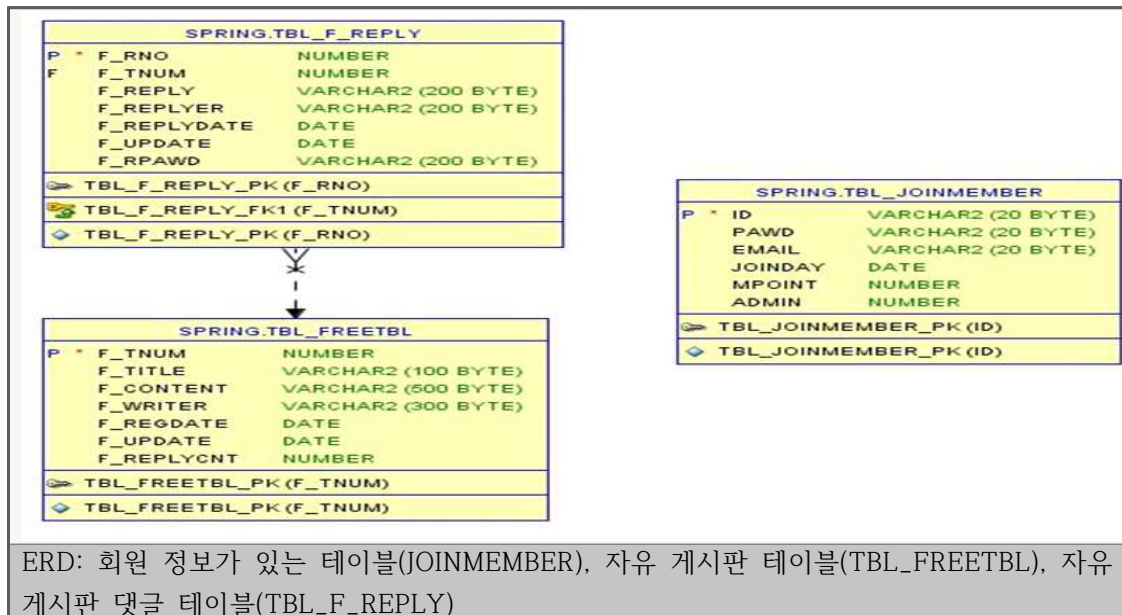 SPRING.TBL_F_REPLY
P * F_RNO NUMBER
F F_TNUM NUMBER
F_REPLY VARCHAR2 (200 BYTE)
F_REPLYER VARCHAR2 (200 BYTE)
F_REPLYDATE DATE
F_UPDATE DATE
F_RPAWD VARCHAR2 (200 BYTE)
TBL_F_REPLY_PK (F_RNO)
TBL_F_REPLY_FK1 (F_TNUM)
TBL_F_REPLY_PK (F_RNO)
SPRING.TBL_JOINMEMBER
P * ID VARCHAR2 (20 BYTE)
PAWD VARCHAR2 (20 BYTE)
EMAIL VARCHAR2 (20 BYTE)
JOINDAY DATE
MPOINT NUMBER
ADMIN NUMBER
TBL_JOINMEMBER_PK (ID)
TBL_JOINMEMBER_PK (ID)
SPRING.TBL_FREETBL
P * F_TNUM NUMBER
F_TITLE VARCHAR2 (100 BYTE)
F_CONTENT VARCHAR2 (500 BYTE)
F_WRITER VARCHAR2 (300 BYTE)
F_REGDATE DATE
F_UPDATE DATE
F_REPLYCNT NUMBER
TBL_FREETBL_PK (F_TNUM)
TBL_FREETBL_PK (F_TNUM)
ERD: 회원 정보가 있는 테이블(JOINMEMBER), 자유 게시판 테이블(TBL_FREETBL), 자유
게시판 댓글 테이블(TBL_F_REPLY)